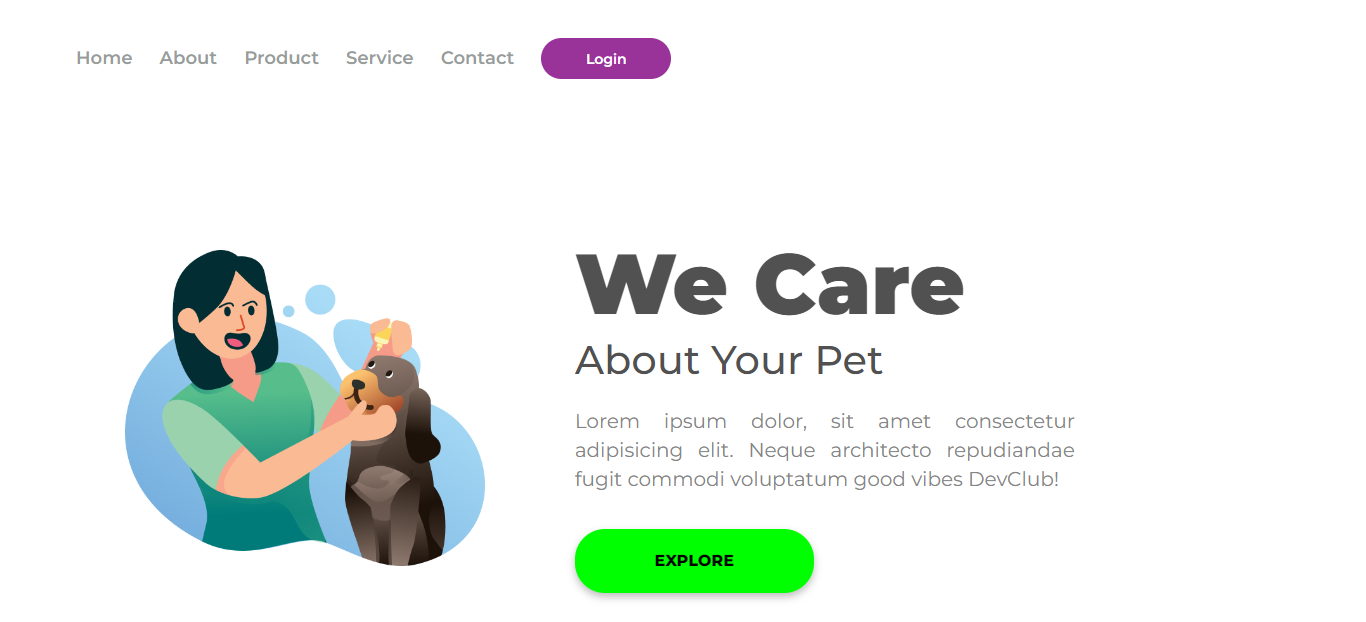 Home About Product Service Contact Login
We Care
About Your Pet
Lorem ipsum dolor, sit amet consectetur
adipisicing elit. Neque architecto repudiandae
fugit commodi voluptatum good vibes DevClub!
EXPLORE